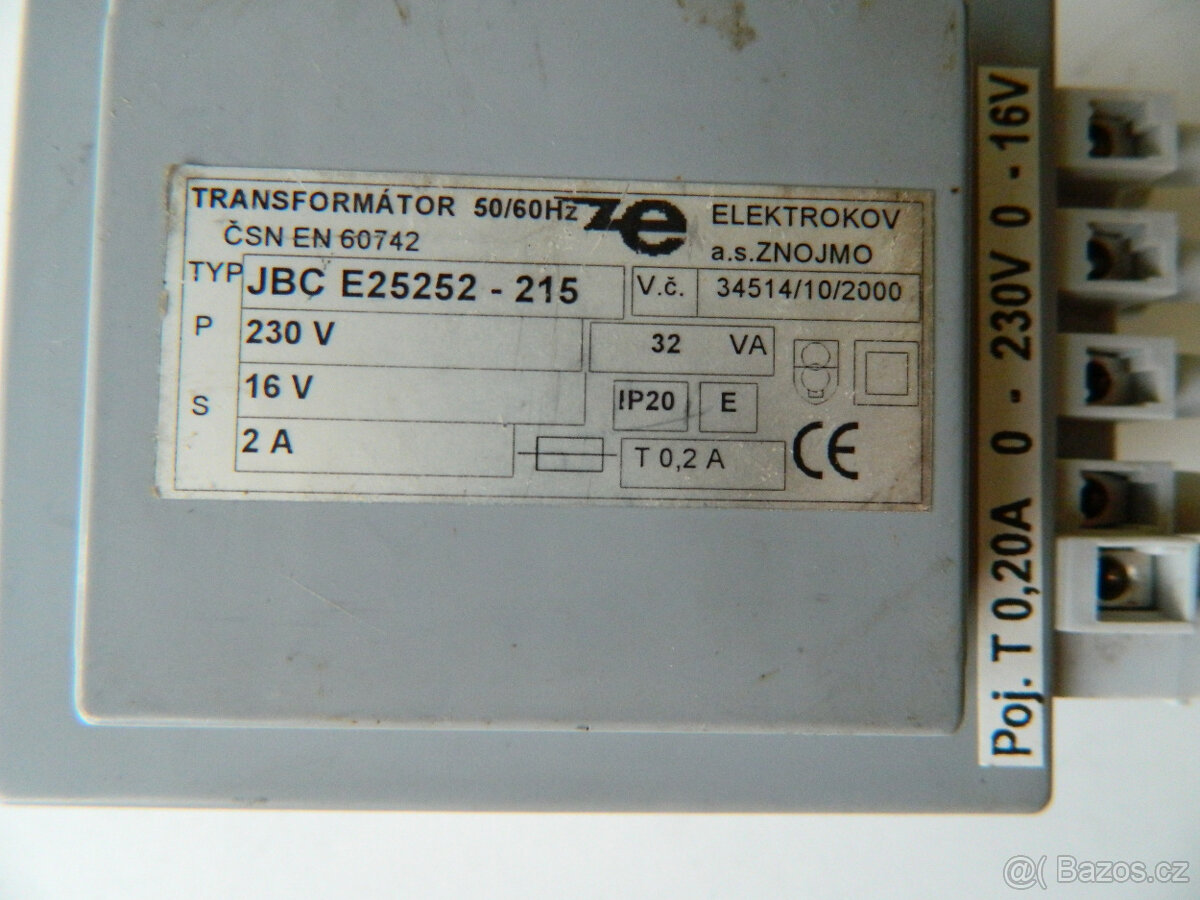 TRANSFORMÁTOR 50/60Hz ze ELEKTROKOV
ČSN EN 60742 a.s.ZNOJMO
TYP JBC E25252 - 215 V.č. 34514/10/2000
P 230 V 32 VA
S 16 V IP20 E
2 A T 0,2 A CE
Poj. T 0,20A 0 - 230V 0 - 16V
@( Bazos.cz